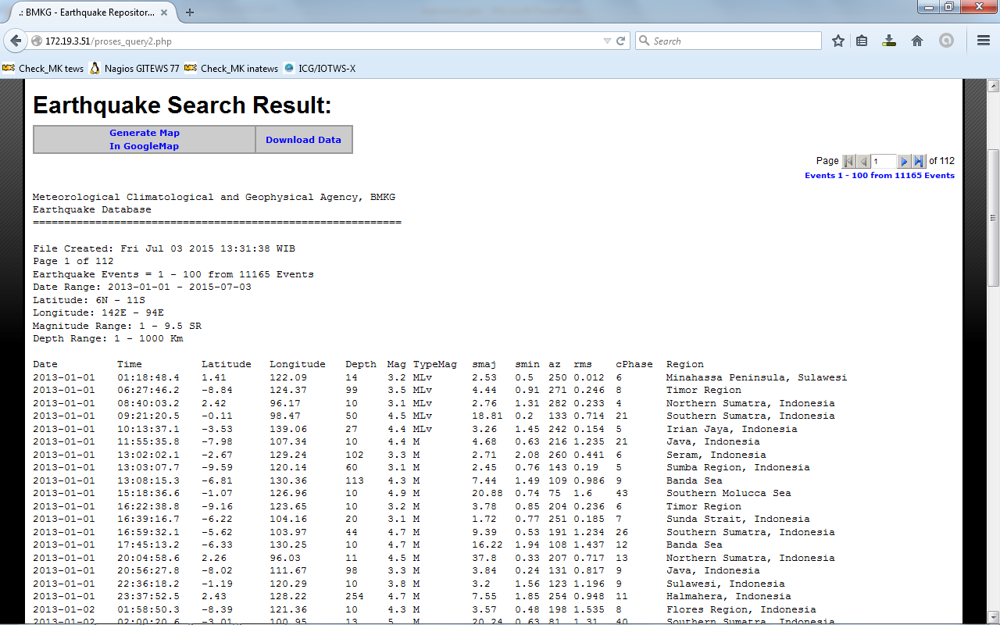 .: BMKG - Earthquake Repositor...
172.19.3.51/proses_query2.php
Search
Check_MK tews Nagios GITEWS 77 Check_MK inatews ICG/IOTWS-X
Earthquake Search Result:
Generate Map
In GoogleMap
Download Data
Page 1 of 112
Events 1 - 100 from 11165 Events
Meteorological Climatological and Geophysical Agency, BMKG
Earthquake Database
===========================================================
File Created: Fri Jul 03 2015 13:31:38 WIB
Page 1 of 112
Earthquake Events = 1 - 100 from 11165 Events
Date Range: 2013-01-01 - 2015-07-03
Latitude: 6N - 11S
Longitude: 142E - 94E
Magnitude Range: 1 - 9.5 SR
Depth Range: 1 - 1000 Km
Date Time Latitude Longitude Depth Mag TypeMag smaj smin az rms cPhase Region
2013-01-01 01:18:48.4 1.41 122.09 14 3.2 MLv 2.53 0.5 250 0.012 6 Minahassa Peninsula, Sulawesi
2013-01-01 06:27:46.2 -8.84 124.37 99 3.5 MLv 4.44 0.91 271 0.246 8 Timor Region
2013-01-01 08:40:03.2 2.42 96.17 10 3.1 MLv 2.76 1.31 282 0.233 4 Northern Sumatra, Indonesia
2013-01-01 09:21:20.5 -0.11 98.47 50 4.5 MLv 18.81 0.2 133 0.714 21 Southern Sumatra, Indonesia
2013-01-01 10:13:37.1 -3.53 139.06 27 4.4 MLv 3.26 1.45 242 0.154 5 Irian Jaya, Indonesia
2013-01-01 11:55:35.8 -7.98 107.34 10 4.4 M 4.68 0.63 216 1.235 21 Java, Indonesia
2013-01-01 13:02:02.1 -2.67 129.24 102 3.3 M 2.71 2.08 260 0.441 6 Seram, Indonesia
2013-01-01 13:03:07.7 -9.59 120.14 60 3.1 M 2.45 0.76 143 0.19 5 Sumba Region, Indonesia
2013-01-01 13:08:15.3 -6.81 130.36 113 4.3 M 7.44 1.49 109 0.986 9 Banda Sea
2013-01-01 15:18:36.6 -1.07 126.96 10 4.9 M 20.88 0.74 75 1.6 43 Southern Molucca Sea
2013-01-01 16:22:38.8 -9.16 123.65 10 3.2 M 3.78 0.85 204 0.236 6 Timor Region
2013-01-01 16:39:16.7 -6.22 104.16 20 3.1 M 1.72 0.77 251 0.185 7 Sunda Strait, Indonesia
2013-01-01 16:59:32.1 -5.62 103.97 44 4.7 M 9.39 0.53 191 1.234 26 Southern Sumatra, Indonesia
2013-01-01 17:45:13.2 -6.33 130.25 10 4.7 M 16.22 1.94 108 1.437 12 Banda Sea
2013-01-01 20:04:58.6 2.26 96.03 11 4.5 M 37.8 0.33 207 0.717 13 Northern Sumatra, Indonesia
2013-01-01 20:56:27.8 -8.02 111.67 98 3.3 M 3.84 0.24 131 0.817 9 Java, Indonesia
2013-01-01 22:36:18.2 -1.19 120.29 10 3.8 M 3.2 1.56 123 1.196 9 Sulawesi, Indonesia
2013-01-01 23:37:52.5 2.43 128.22 254 4.7 M 7.55 1.85 254 0.948 11 Halmahera, Indonesia
2013-01-02 01:58:50.3 -8.39 121.36 10 4.3 M 3.57 0.48 198 1.535 8 Flores Region, Indonesia
2013-01-02 02:00:20.6 -3.01 100.95 13 5 M 20.24 0.63 81 1.31 40 Southern Sumatra, Indonesia